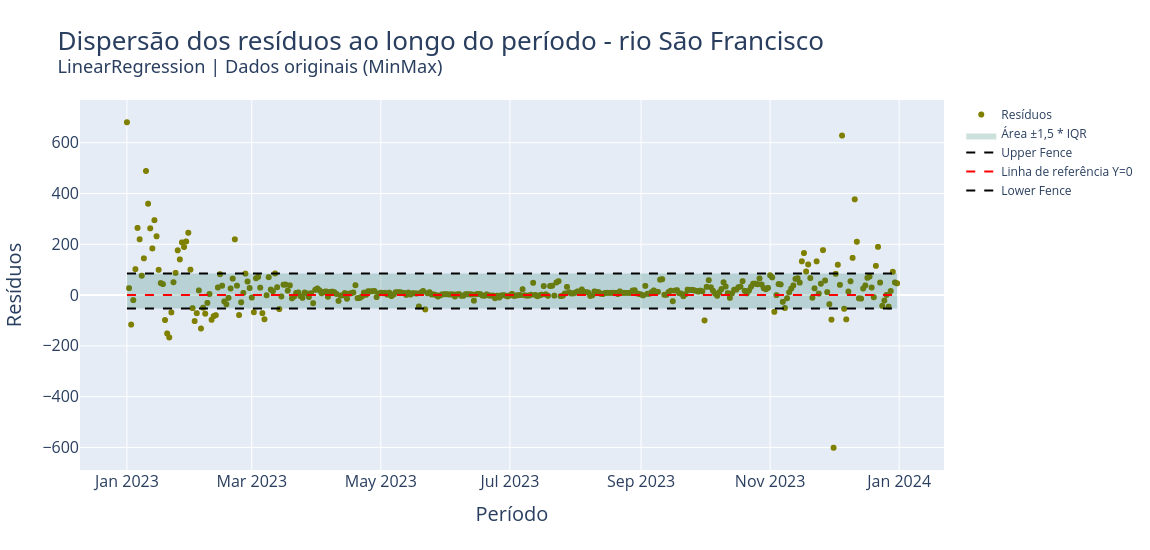 Dispersão dos resíduos ao longo do período - rio São Francisco
LinearRegression | Dados originais (MinMax)
Resíduos
Área ±1,5 * IQR
Upper Fence
Linha de referência Y=0
Lower Fence
Resíduos
600
400
200
0
−200
−400
−600
Jan 2023
Mar 2023
May 2023
Jul 2023
Sep 2023
Nov 2023
Jan 2024
Período